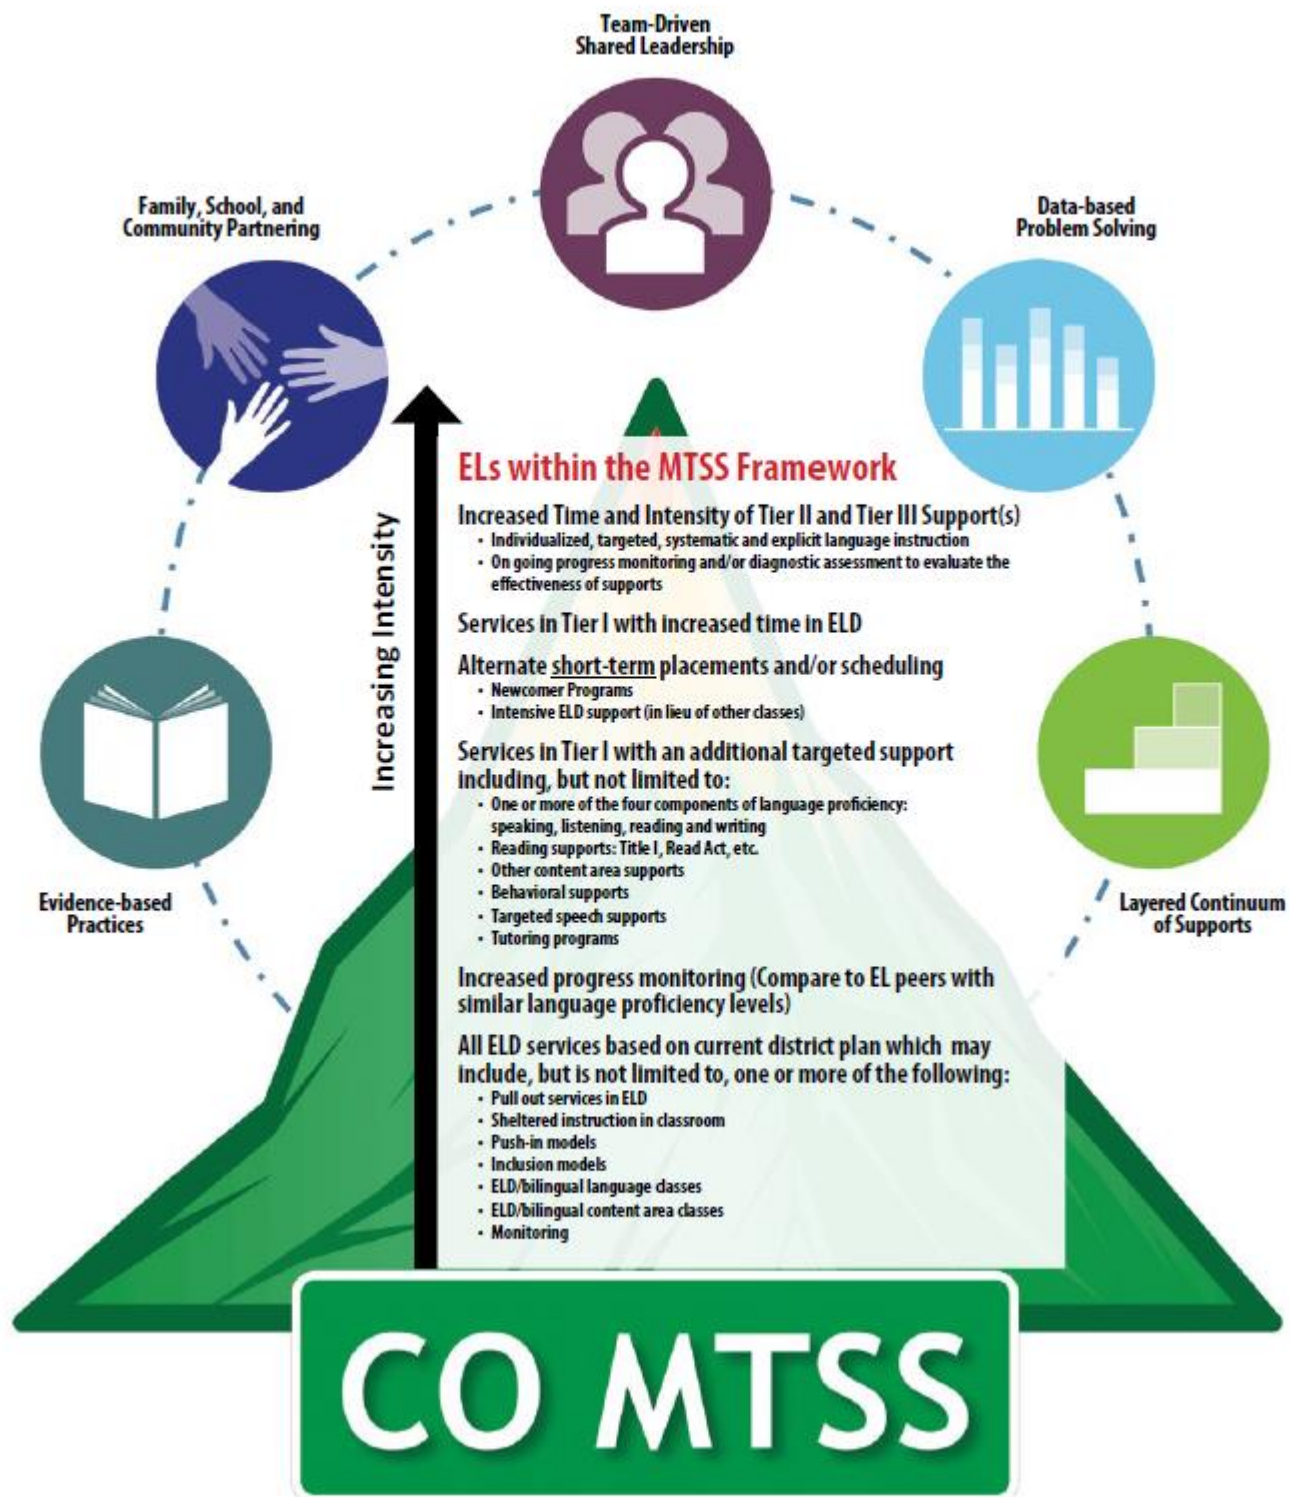 Team-Driven
Shared Leadership
Family, School, and
Community Partnering
Data-based
Problem Solving
Increasing Intensity
ELs within the MTSS Framework
Increased Time and Intensity of Tier II and Tier III Support(s)
• Individualized, targeted, systematic and explicit language instruction
• On going progress monitoring and/or diagnostic assessment to evaluate the
effectiveness of supports
Services in Tier I with increased time in ELD
Alternate short-term placements and/or scheduling
• Newcomer Programs
• Intensive ELD support (in lieu of other classes)
Services in Tier I with an additional targeted support
including, but not limited to:
• One or more of the four components of language proficiency:
speaking, listening, reading and writing
• Reading supports: Title I, Read Act, etc.
• Other content area supports
• Behavioral supports
• Targeted speech supports
• Tutoring programs
Increased progress monitoring (Compare to EL peers with
similar language proficiency levels)
All ELD services based on current district plan which may
include, but is not limited to, one or more of the following:
• Pull out services in ELD
• Sheltered instruction in classroom
• Push-in models
• Inclusion models
• ELD/bilingual language classes
• ELD/bilingual content area classes
• Monitoring
Evidence-based
Practices
Layered Continuum
of Supports
CO MTSS